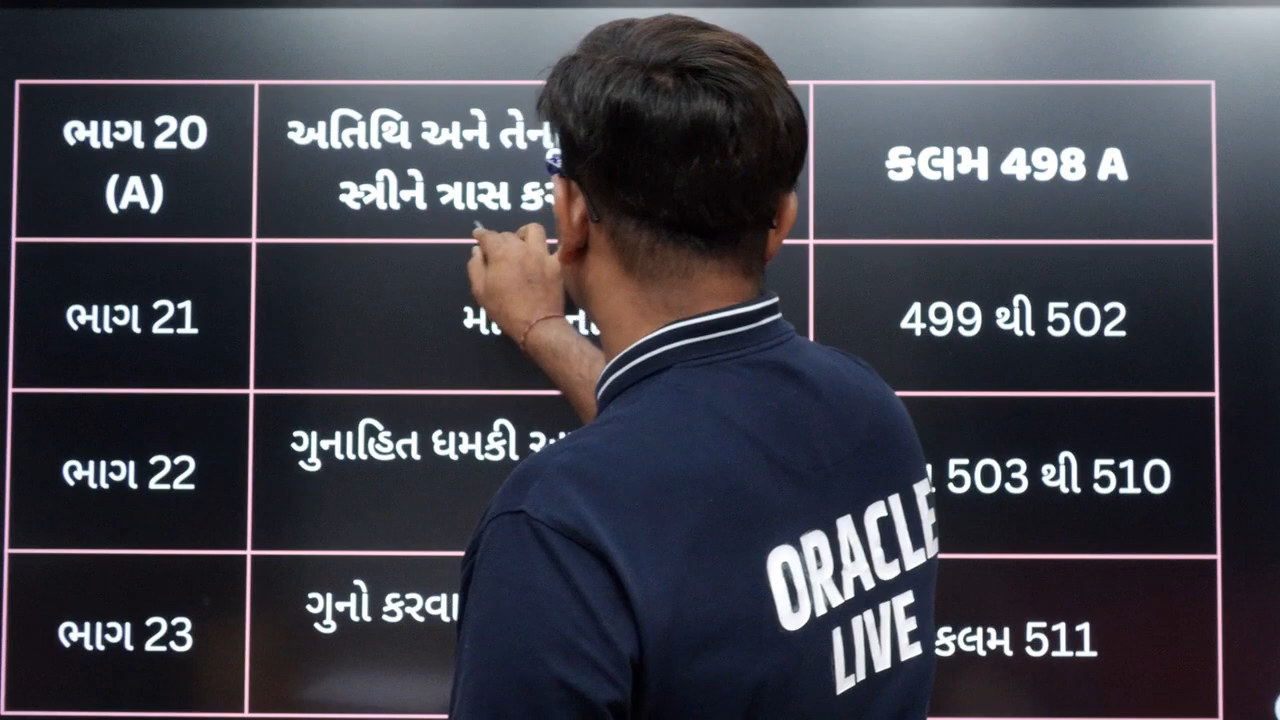 ભાગ 20
(A)
અતિથિ અને
સ્ત્રીને ત્રાસ
કલમ 498 A
ભાગ 21
499 થી 502
ભાગ 22
ગુનાહિત ધમકી
503 થી 510
ભાગ 23
ગુનો કરવા
કલમ 511
ORACLE
LIVE